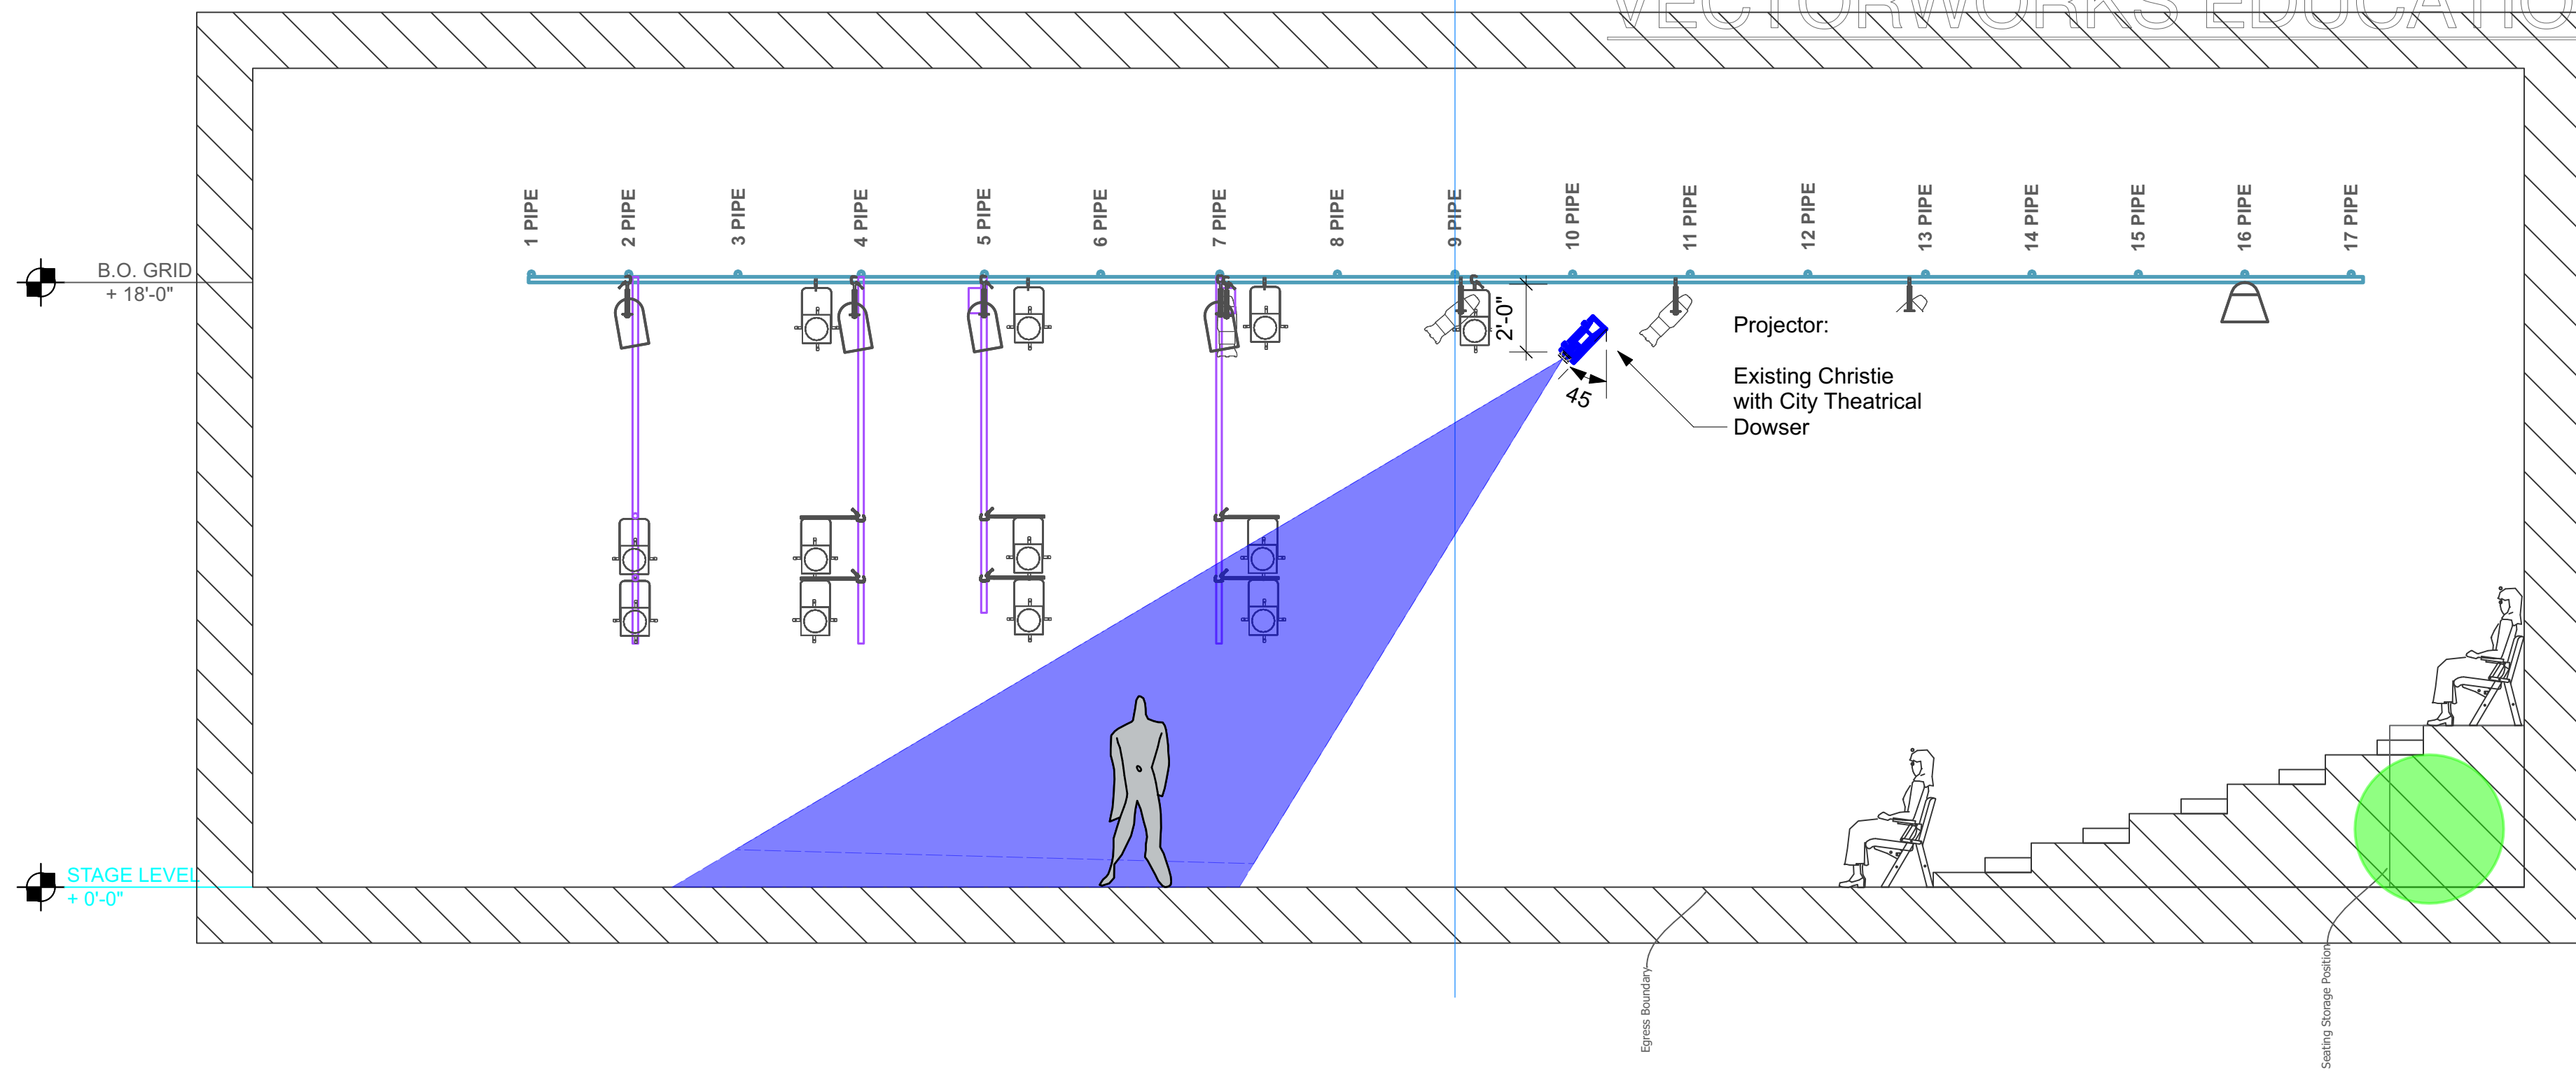 VECTORWORKS EDUCATIO
1 PIPE
2 PIPE
3 PIPE
4 PIPE
5 PIPE
6 PIPE
7 PIPE
8 PIPE
9 PIPE
10 PIPE
11 PIPE
12 PIPE
13 PIPE
14 PIPE
15 PIPE
16 PIPE
17 PIPE
B.O. GRID
+ 18'-0"
2'-0"
45
Projector:
Existing Christie
with City Theatrical
Dowser
STAGE LEVEL
+ 0'-0"
Egress Boundary
Seating Storage Position